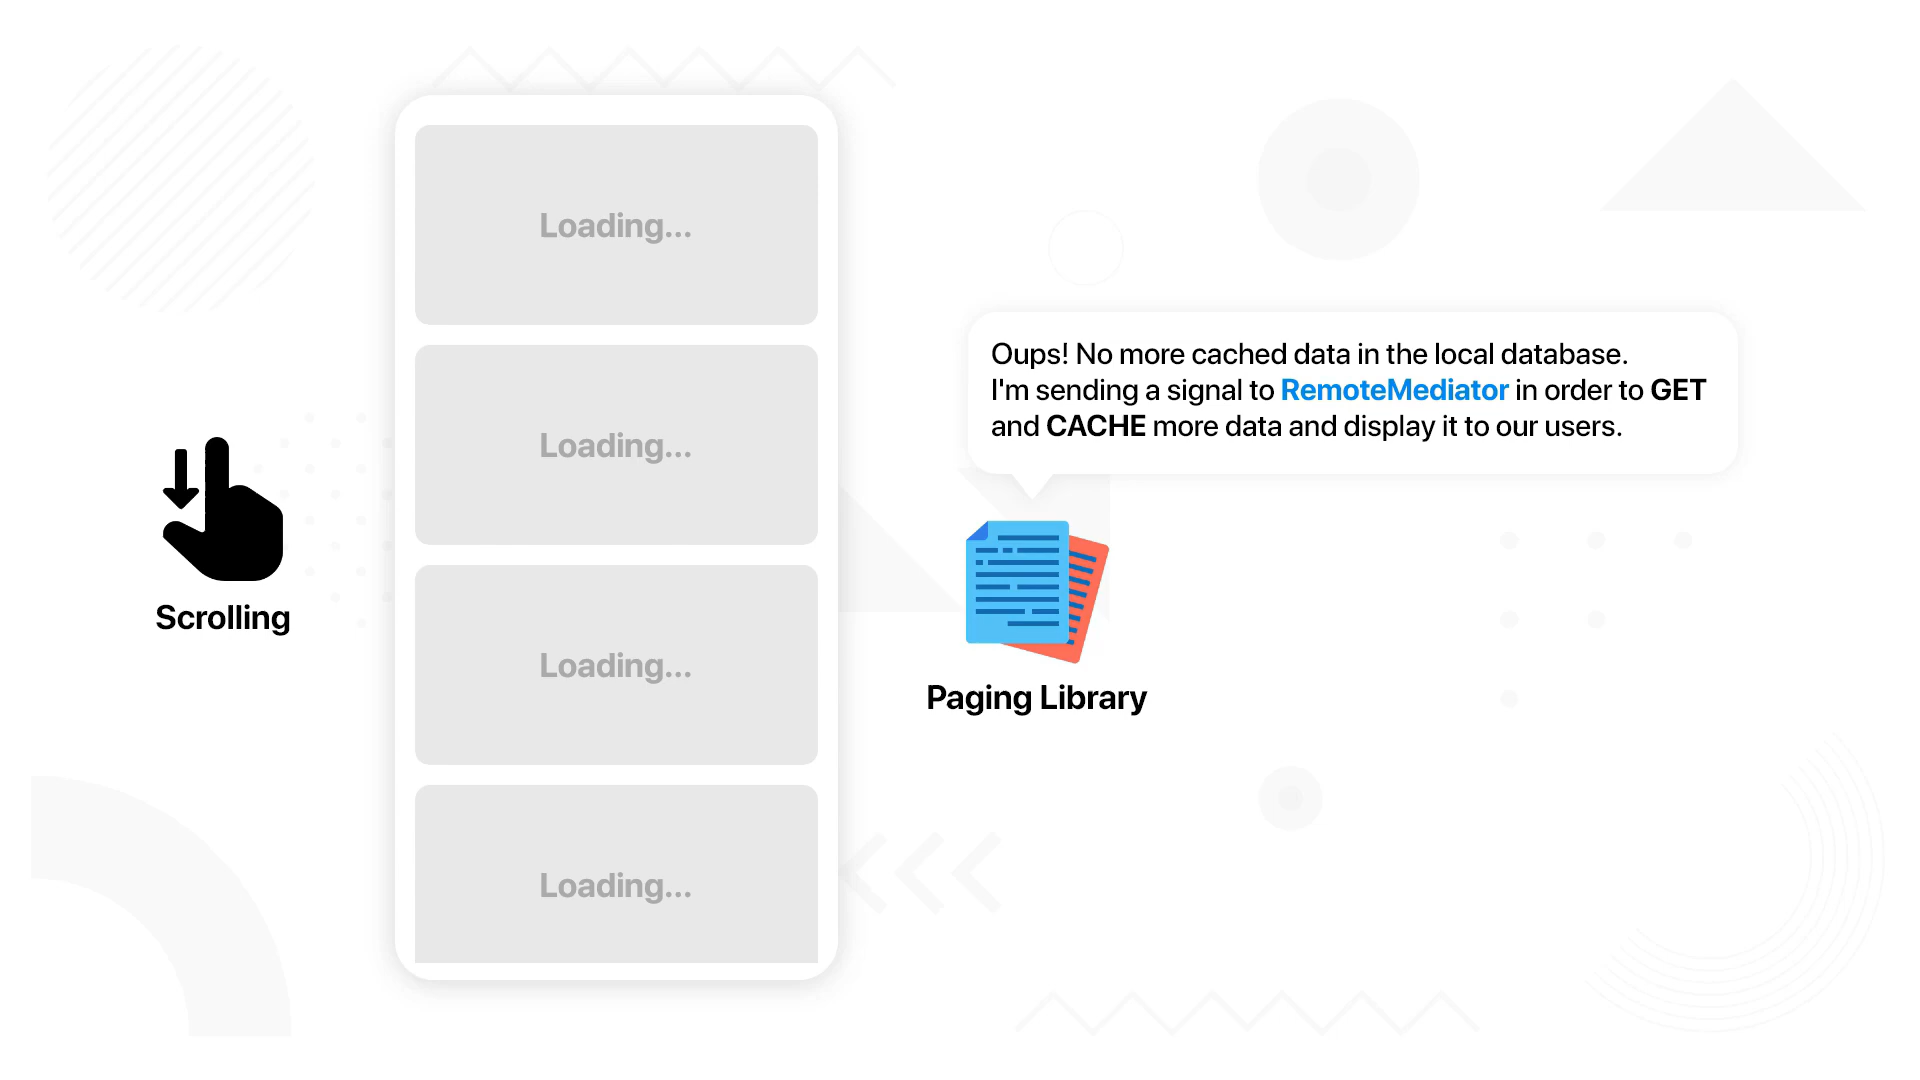 Loading...
Loading...
Loading...
Loading...
Scrolling
Oups! No more cached data in the local database.
I'm sending a signal to RemoteMediator in order to GET
and CACHE more data and display it to our users.
Paging Library